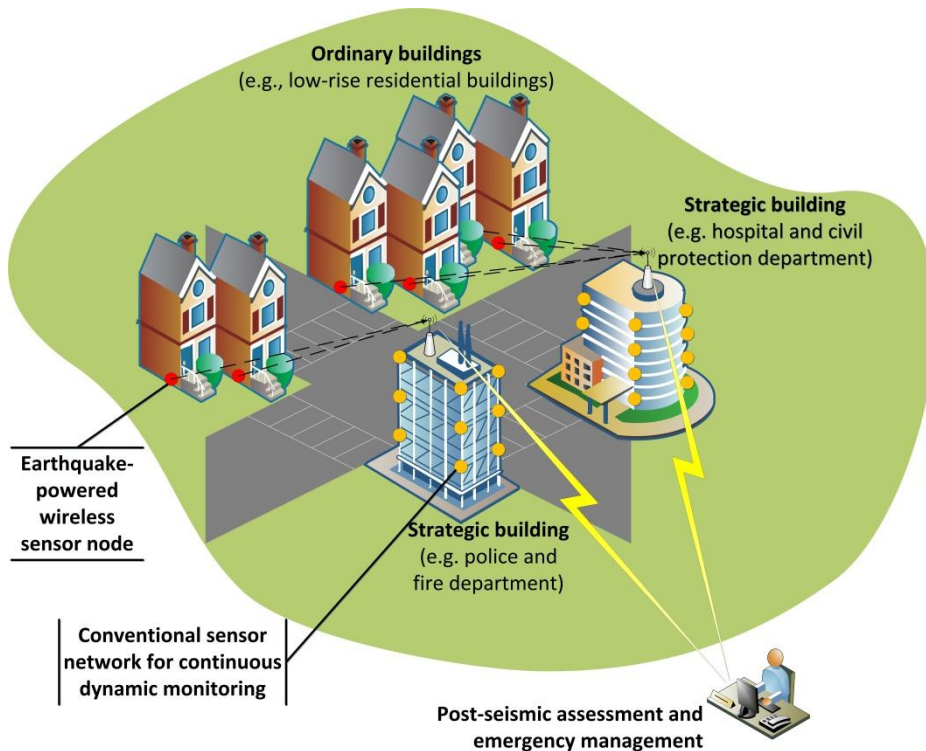 Ordinary buildings
(e.g., low-rise residential buildings)
Strategic building
(e.g. hospital and civil
protection department)
Earthquake-
powered
wireless
sensor node
Strategic building
(e.g. police and
fire department)
Conventional sensor
network for continuous
dynamic monitoring
Post-seismic assessment and
emergency management